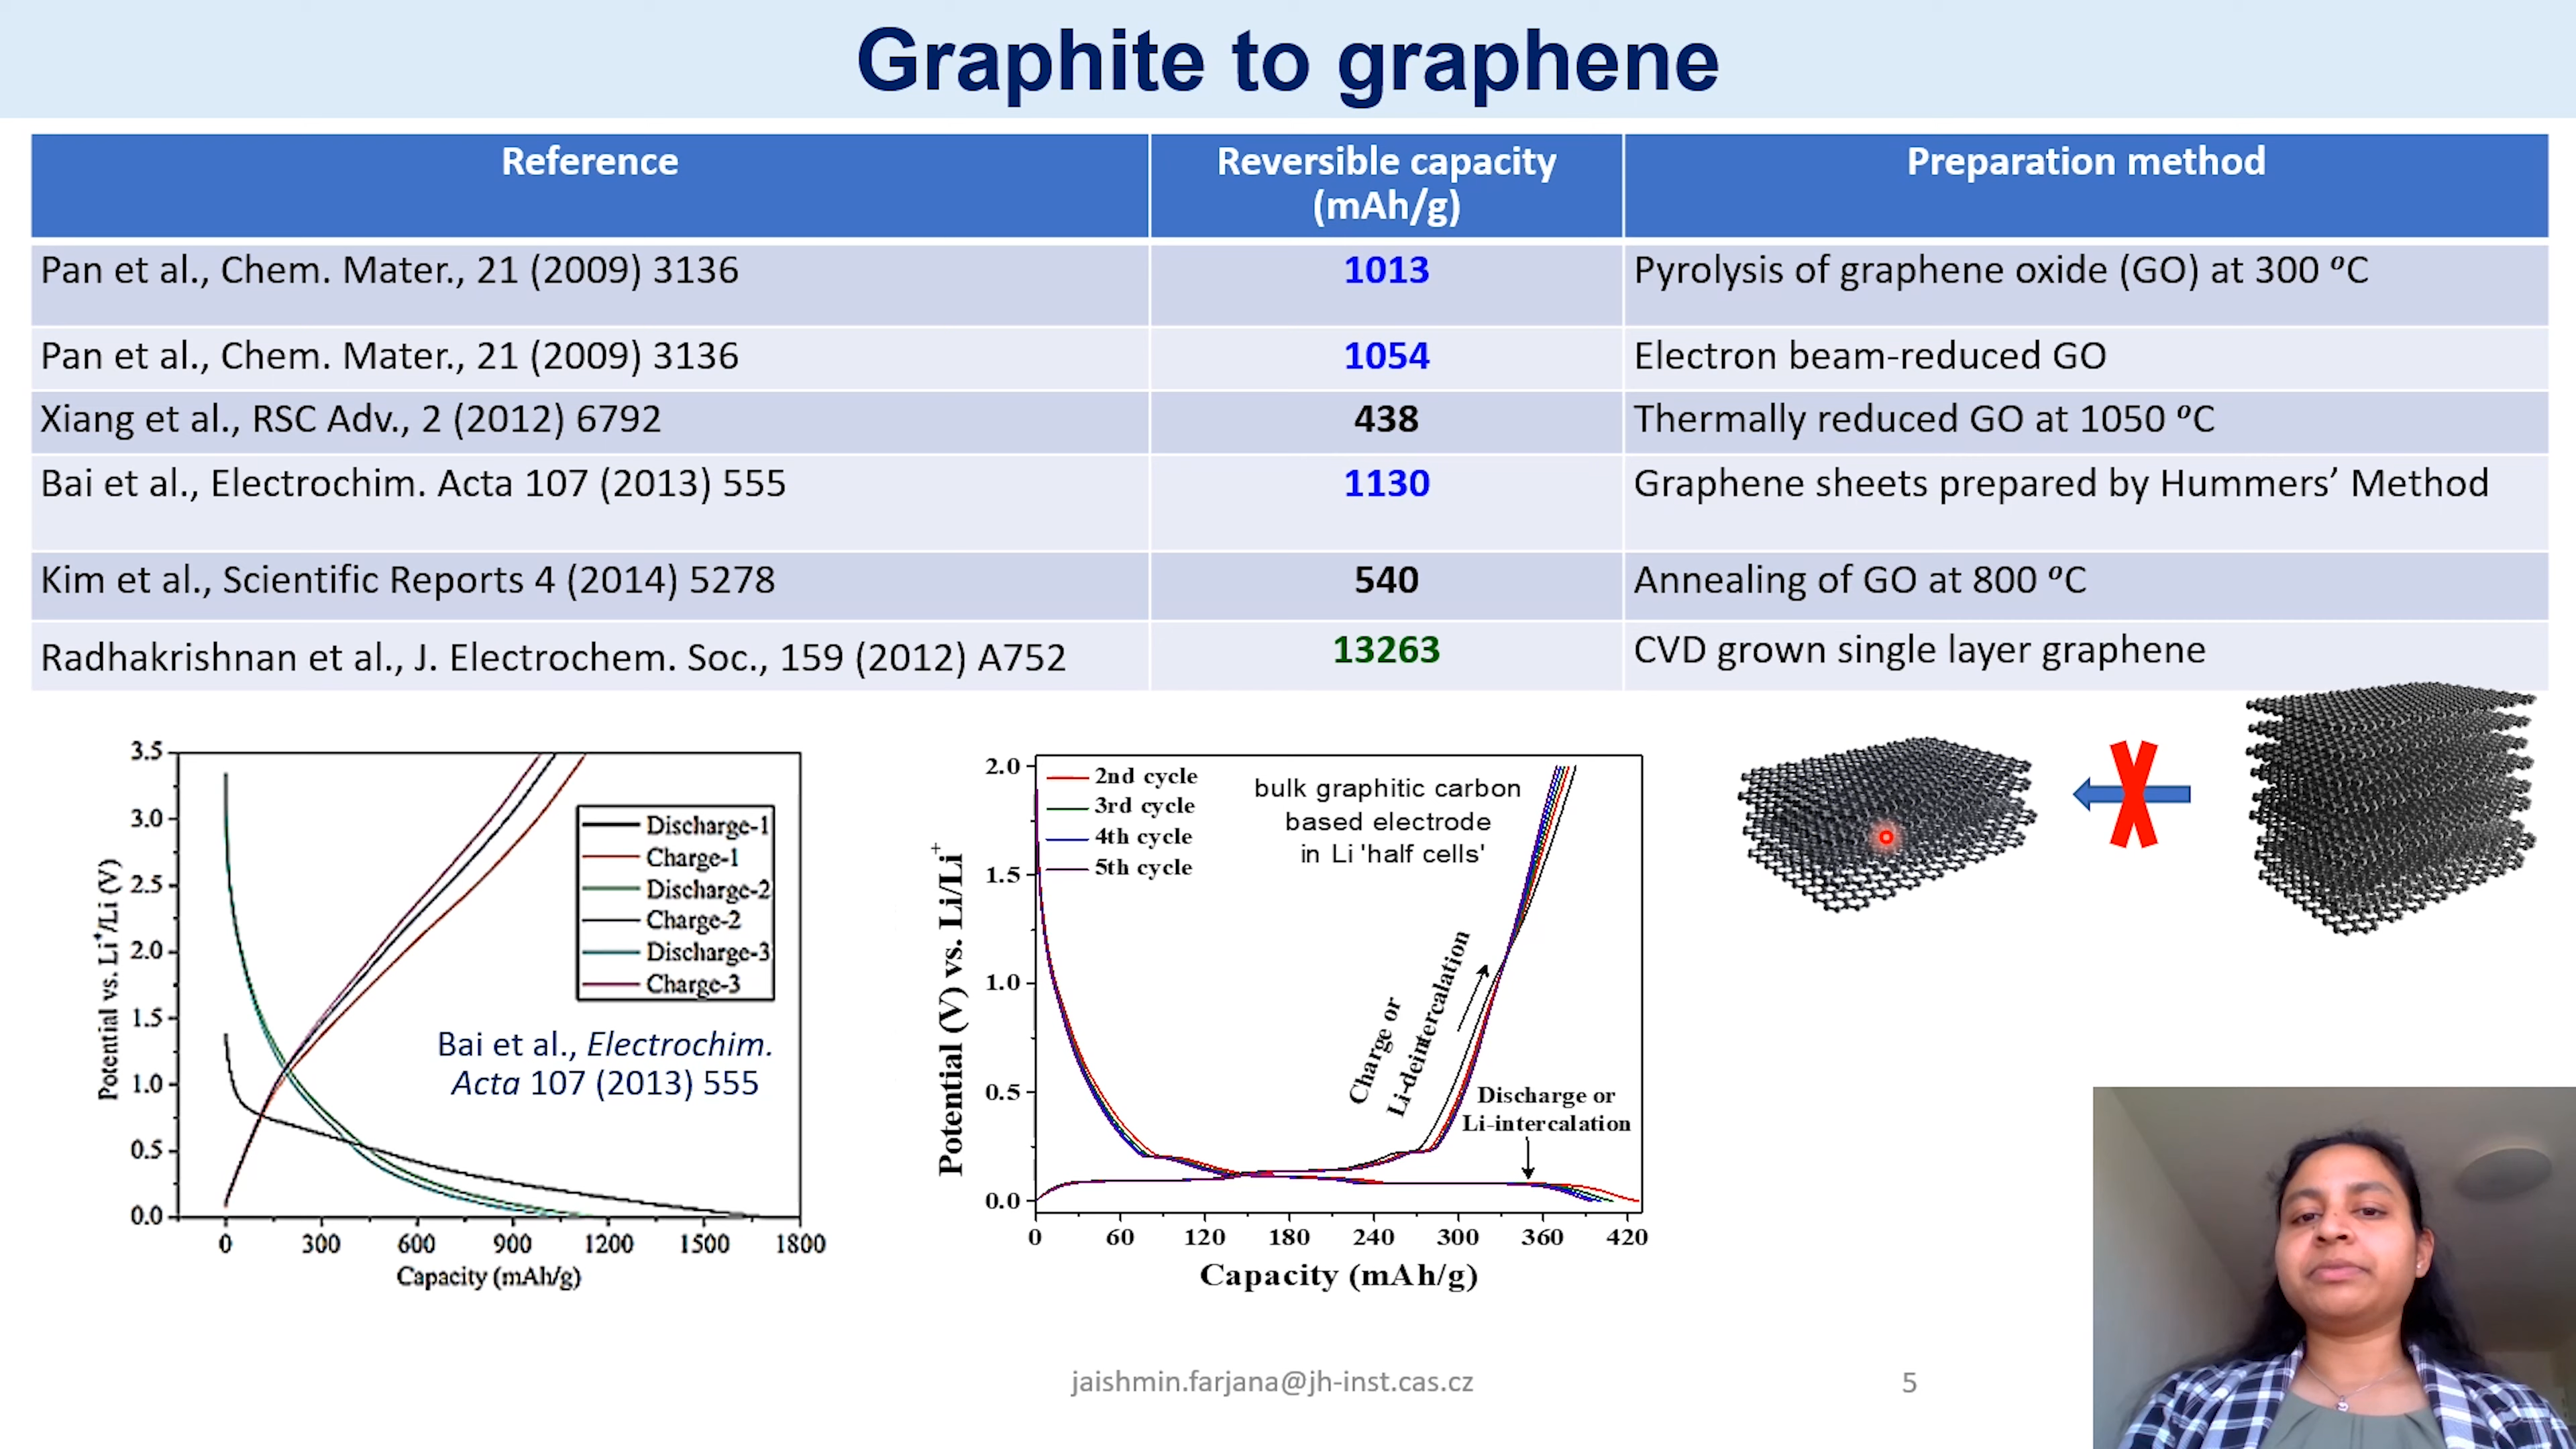 Graphite to graphene
Reference
Reversible capacity
(mAh/g)
Preparation method
Pan et al., Chem. Mater., 21 (2009) 3136
1013
Pyrolysis of graphene oxide (GO) at 300 ºC
Pan et al., Chem. Mater., 21 (2009) 3136
1054
Electron beam-reduced GO
Xiang et al., RSC Adv., 2 (2012) 6792
438
Thermally reduced GO at 1050 ºC
Bai et al., Electrochim. Acta 107 (2013) 555
1130
Graphene sheets prepared by Hummers’ Method
Kim et al., Scientific Reports 4 (2014) 5278
540
Annealing of GO at 800 ºC
Radhakrishnan et al., J. Electrochem. Soc., 159 (2012) A752
13263
CVD grown single layer graphene
3.5
3.0
2.5
2.0
1.5
1.0
0.5
0.0
Potential vs. Li⁺/Li (V)
Discharge-1
Charge-1
Discharge-2
Charge-2
Discharge-3
Charge-3
Bai et al., Electrochim.
Acta 107 (2013) 555
0 300 600 900 1200 1500 1800
Capacity (mAh/g)
2.0
1.5
1.0
0.5
0.0
Potential (V) vs. Li/Li⁺
2nd cycle
3rd cycle
4th cycle
5th cycle
bulk graphitic carbon
based electrode
in Li 'half cells'
Charge or
Li-deintercalation
Discharge or
Li-intercalation
0 60 120 180 240 300 360 420
Capacity (mAh/g)
jaishmin.farjana@jh-inst.cas.cz
5